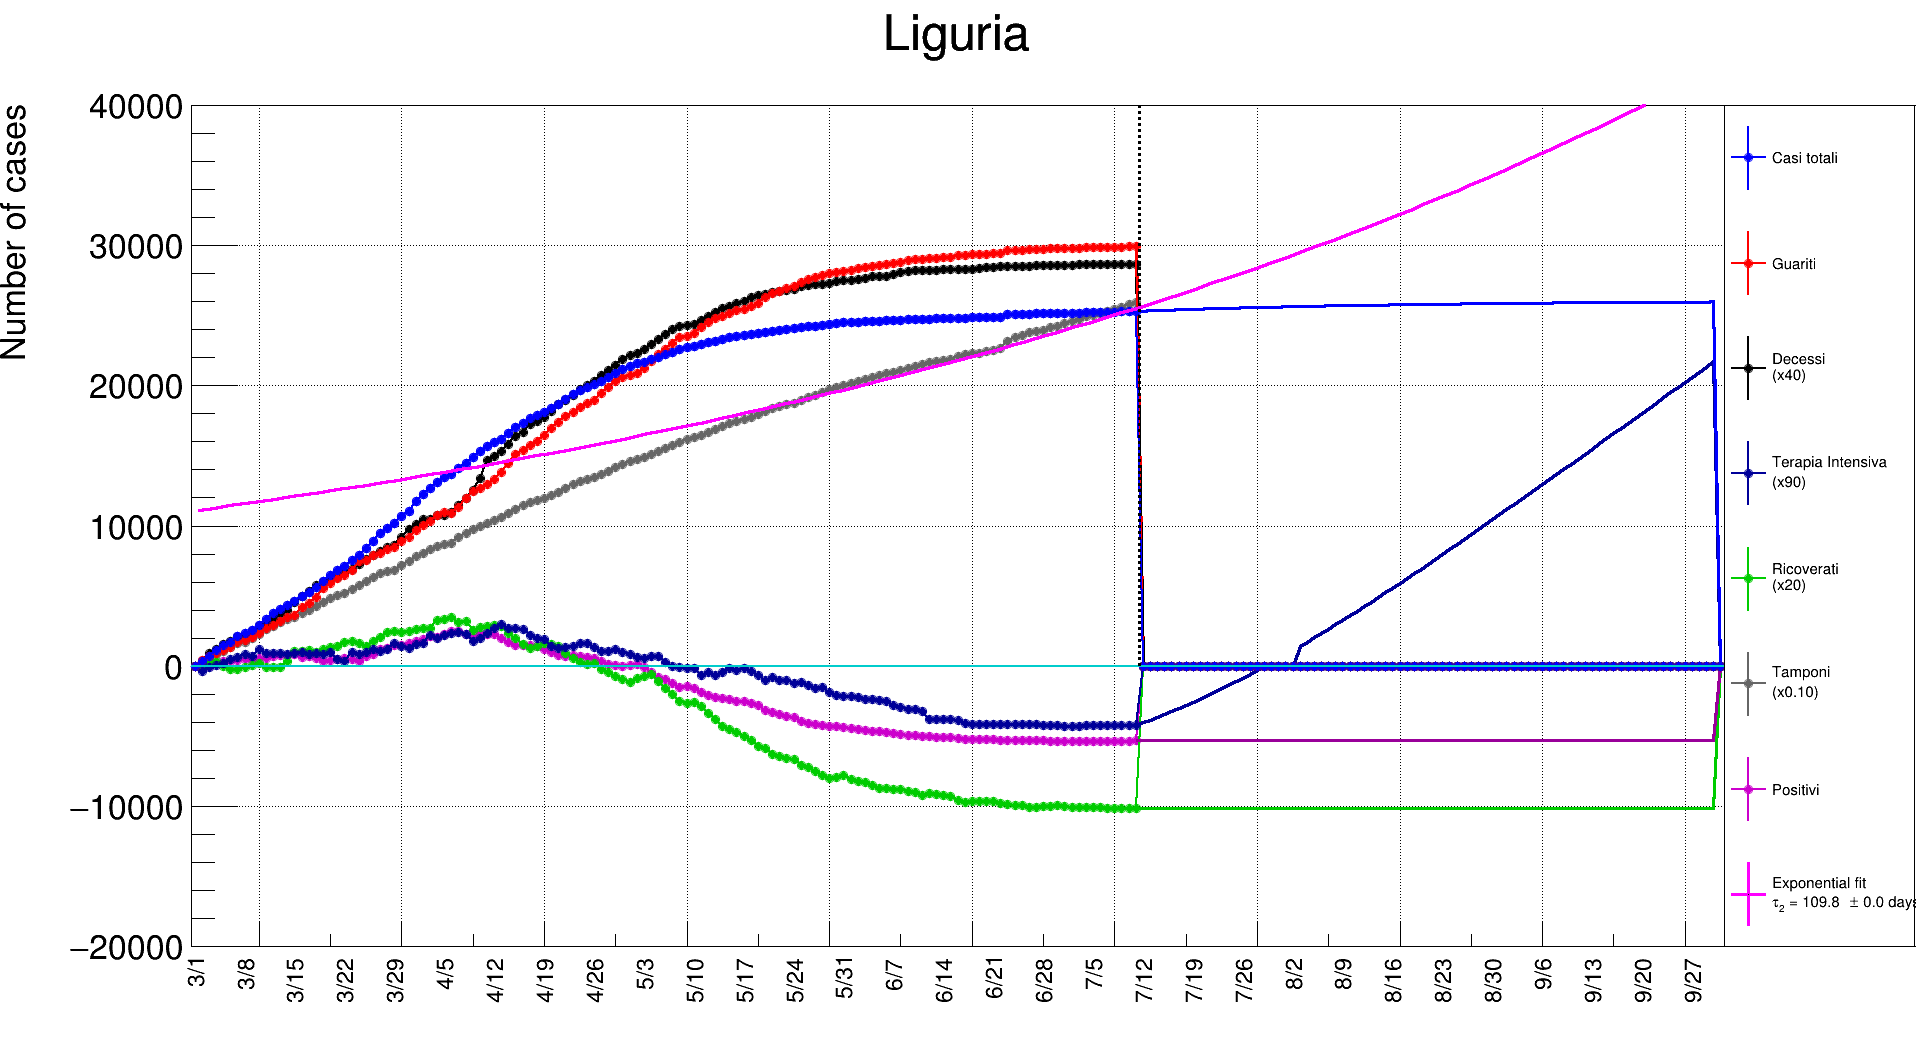 Liguria
Number of cases
40000
30000
20000
10000
0
−10000
−20000
3/1 3/8 3/15 3/22 3/29 4/5 4/12 4/19 4/26 5/3 5/10 5/17 5/24 5/31 6/7 6/14 6/21 6/28 7/5 7/12 7/19 7/26 8/2 8/9 8/16 8/23 8/30 9/6 9/13 9/20 9/27
Casi totali
Guariti
Decessi
(x40)
Terapia Intensiva
(x90)
Ricoverati
(x20)
Tamponi
(x0.10)
Positivi
Exponential fit
τ2 = 109.8 ± 0.0 days